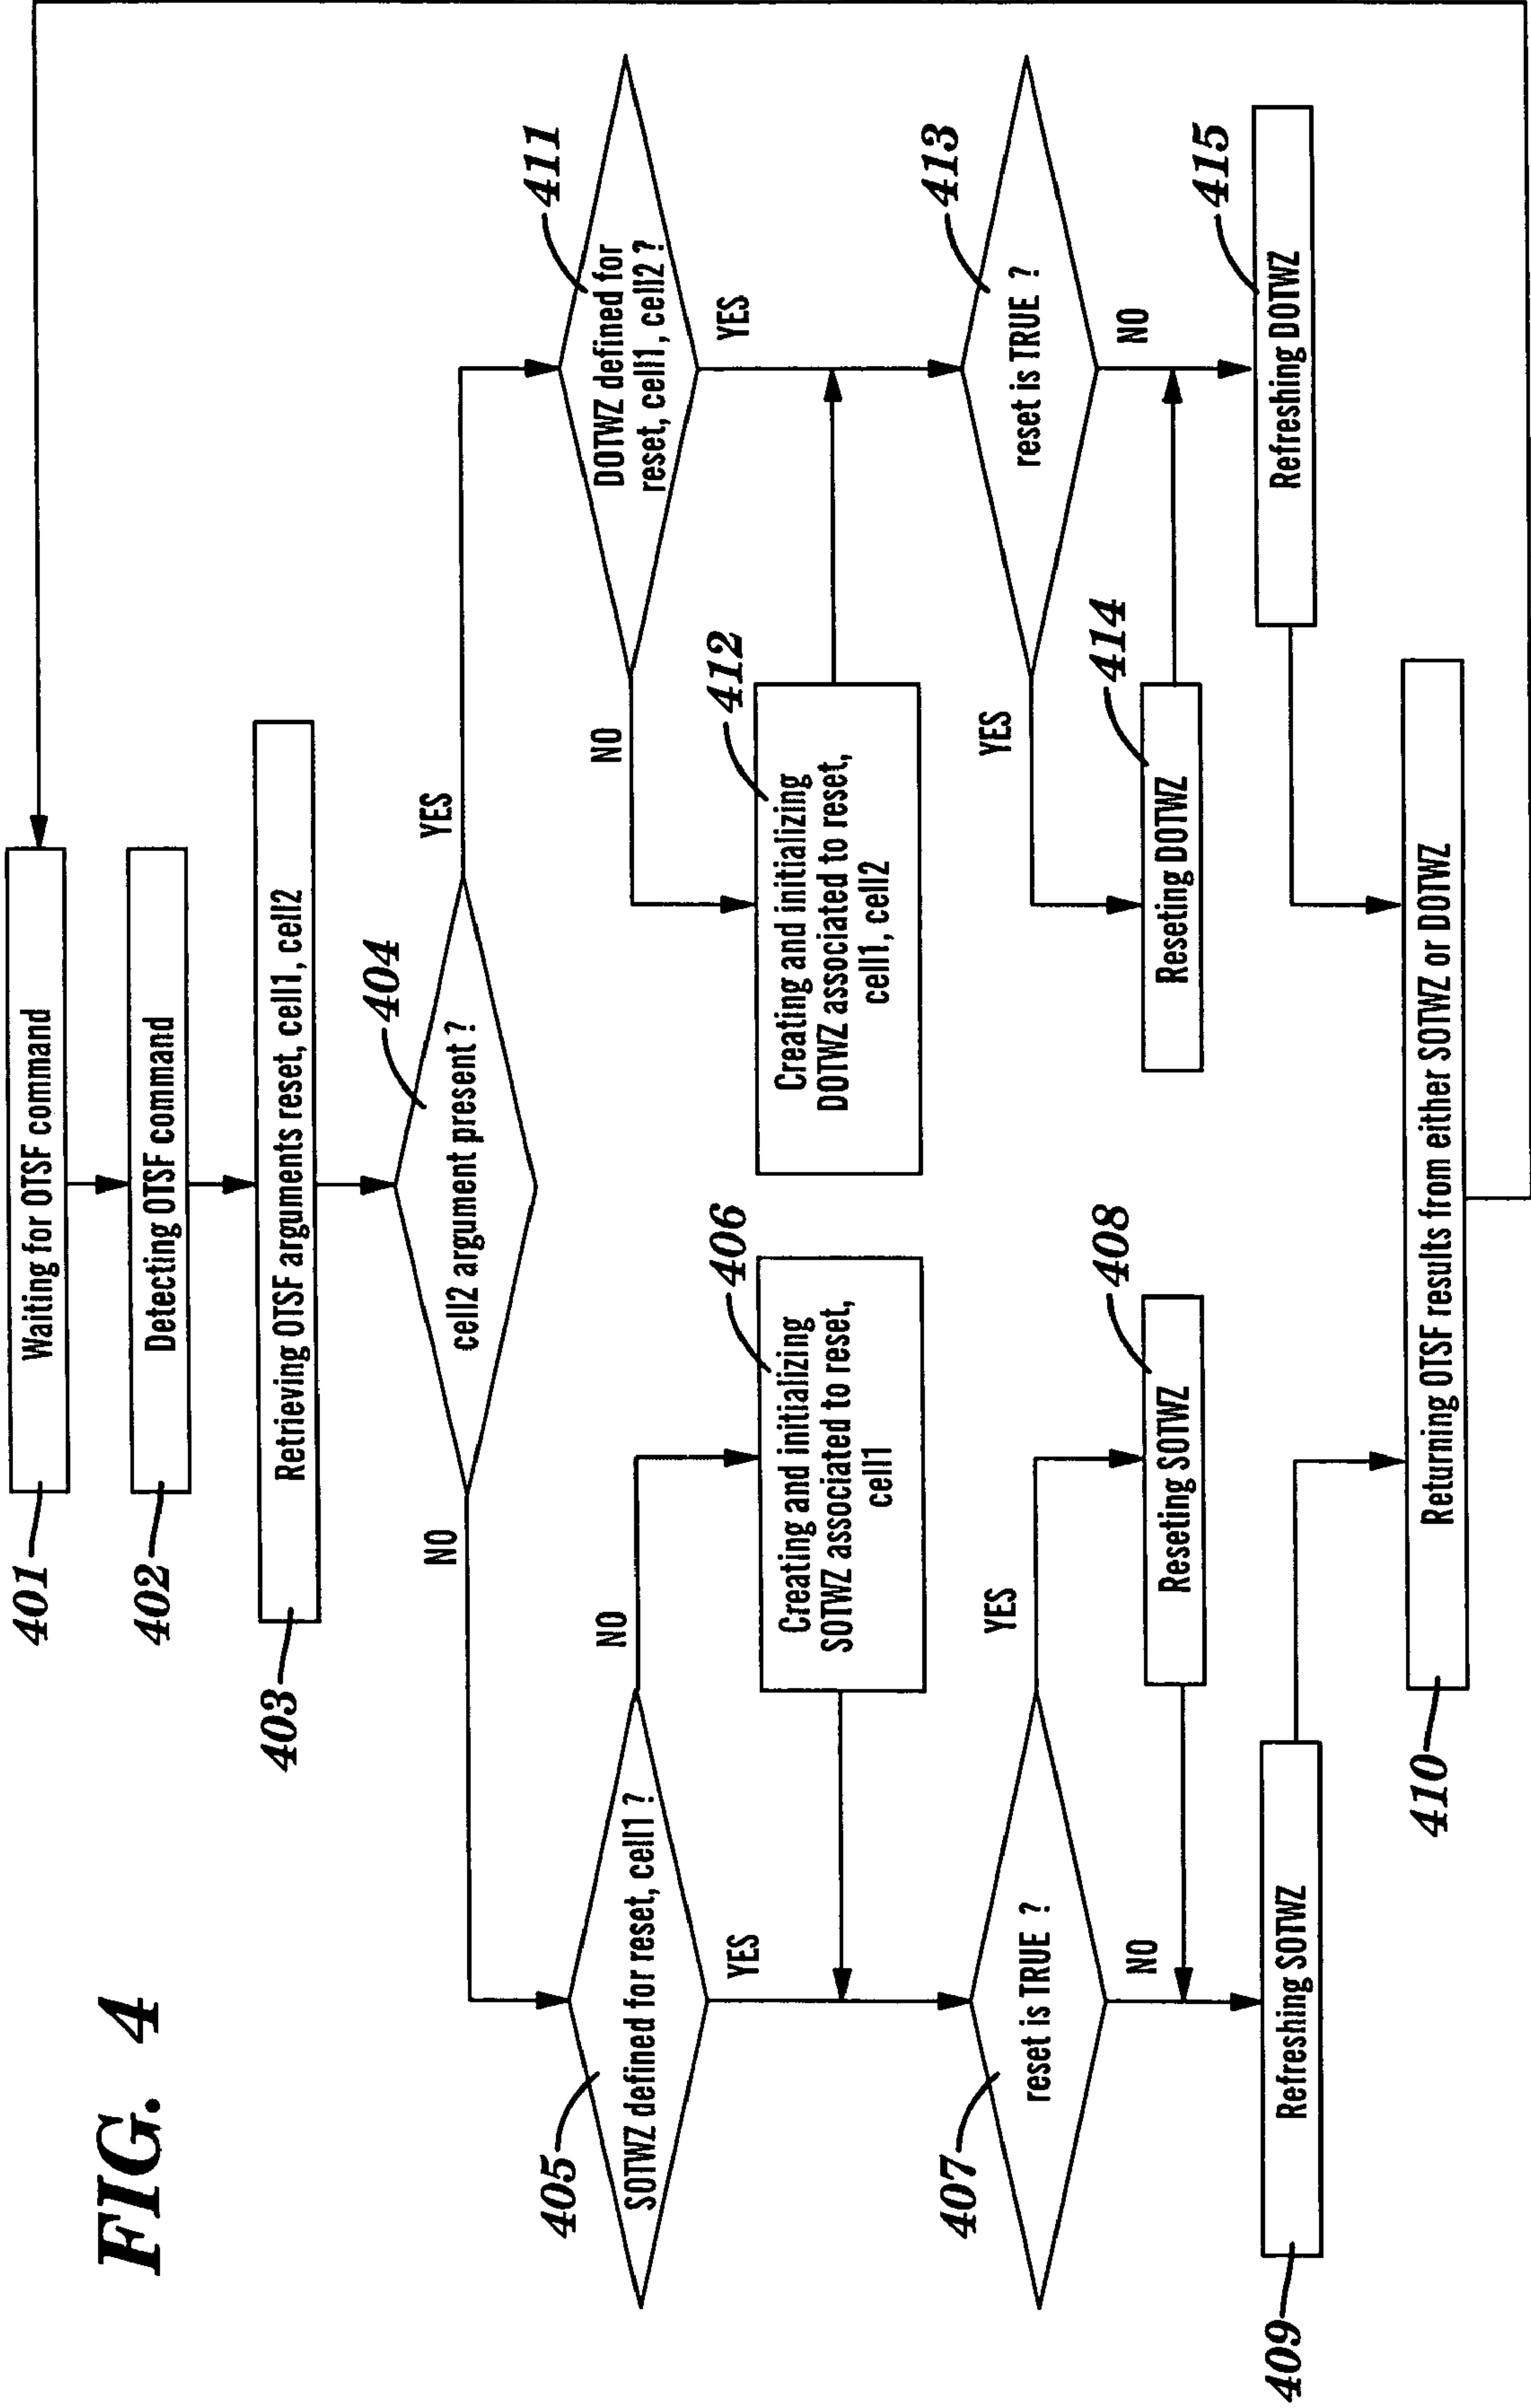 FIG. 4
401
Waiting for OTSF command
402
Detecting OTSF command
403
Retrieving OTSF arguments reset, cell1, cell2
404
cell2 argument present ?
NO
YES
405
SOTWZ defined for reset, cell1 ?
NO
YES
406
Creating and initializing
SOTWZ associated to reset,
cell1
407
reset is TRUE ?
YES
NO
408
Reseting SOTWZ
409
Refreshing SOTWZ
411
DOTWZ defined for
reset, cell1, cell2 ?
NO
YES
412
Creating and initializing
DOTWZ associated to reset,
cell1, cell2
413
reset is TRUE ?
YES
NO
414
Reseting DOTWZ
415
Refreshing DOTWZ
410
Returning OTSF results from either SOTWZ or DOTWZ